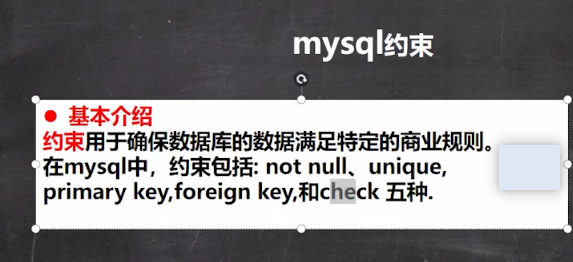 mysql约束
● 基本介绍
约束用于确保数据库的数据满足特定的商业规则。
在mysql中，约束包括: not null、unique,
primary key,foreign key,和check 五种.